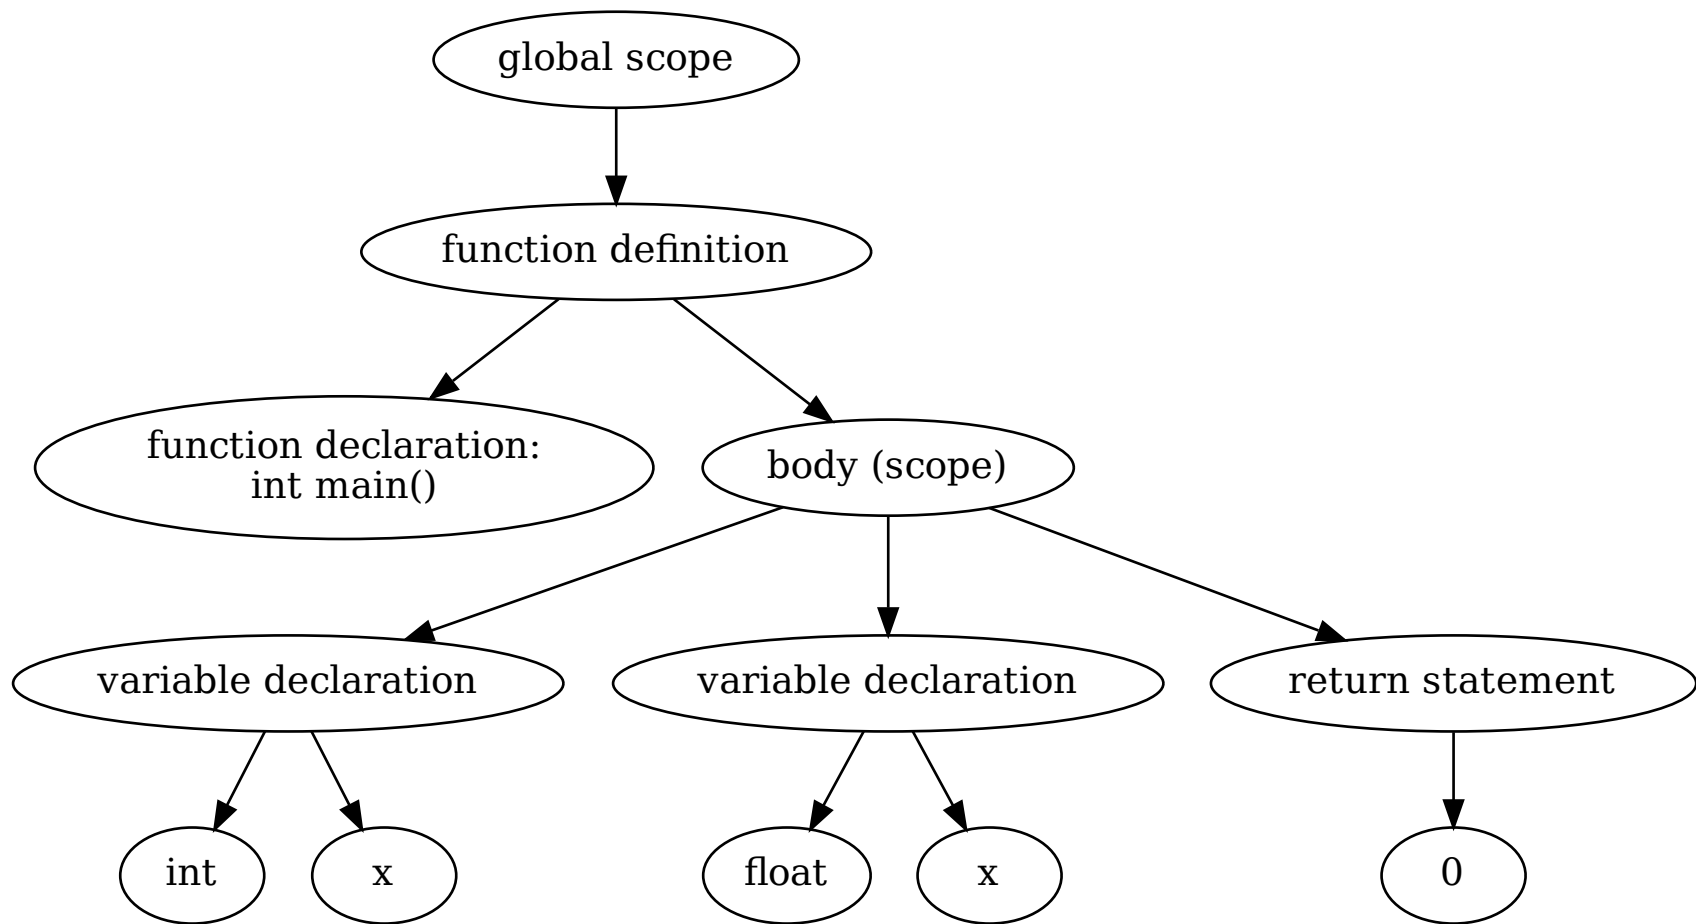 global scope
function definition
function declaration:
int main()
body (scope)
variable declaration
variable declaration
return statement
int
x
float
x
0